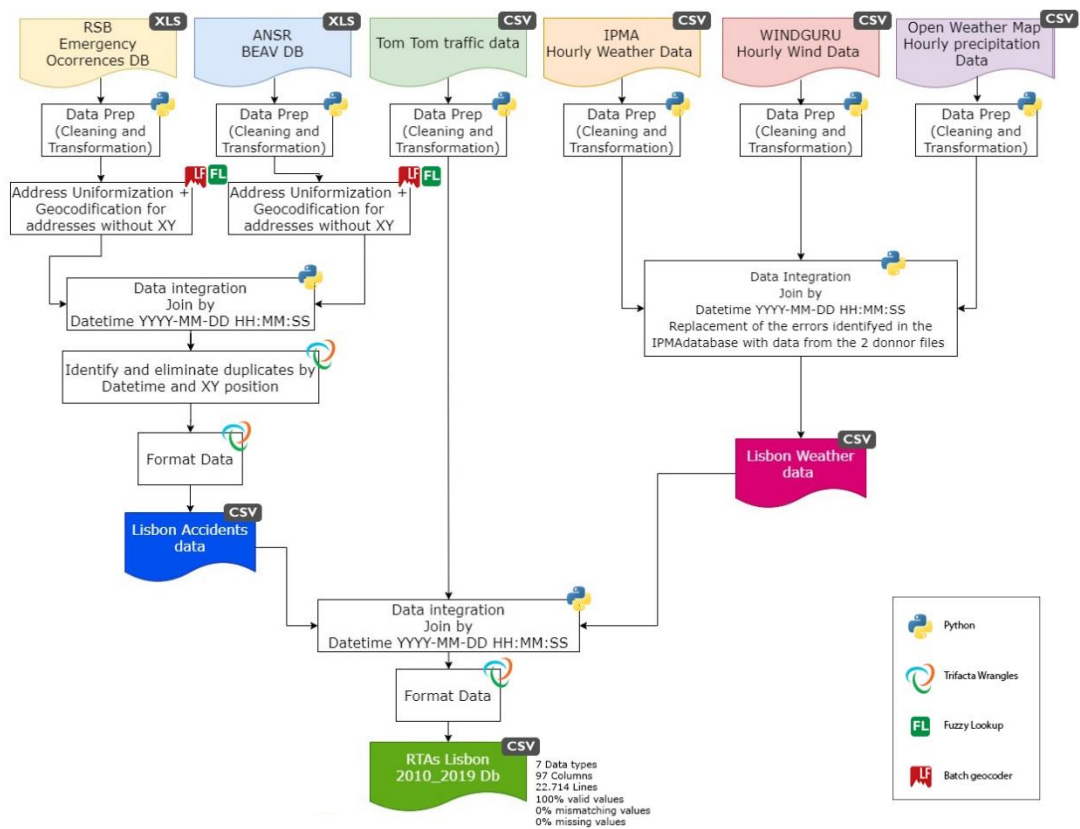 RSB
Emergency
Ocorrences DB
XLS
ANSR
BEAV DB
XLS
Tom Tom traffic data
CSV
IPMA
Hourly Weather Data
CSV
WINDGURU
Hourly Wind Data
CSV
Open Weather Map
Hourly precipitation
Data
CSV
Data Prep
(Cleaning and
Transformation)
Data Prep
(Cleaning and
Transformation)
Data Prep
(Cleaning and
Transformation)
Data Prep
(Cleaning and
Transformation)
Data Prep
(Cleaning and
Transformation)
Data Prep
(Cleaning and
Transformation)
LF
FL
Address Uniformization +
Geocodification for
addresses without XY
LF
FL
Address Uniformization +
Geocodification for
addresses without XY
Data integration
Join by
Datetime YYYY-MM-DD HH:MM:SS
Data Integration
Join by
Datetime YYYY-MM-DD HH:MM:SS
Replacement of the errors identifyed in the
IPMAdatabase with data from the 2 donnor files
Identify and eliminate duplicates by
Datetime and XY position
Format Data
CSV
Lisbon Weather
data
CSV
Lisbon Accidents
data
Data integration
Join by
Datetime YYYY-MM-DD HH:MM:SS
Format Data
CSV
RTAs Lisbon
2010_2019 Db
7 Data types
97 Columns
22.714 Lines
100% valid values
0% mismatching values
0% missing values
Python
Trifacta Wrangles
FL
Fuzzy Lookup
LF
Batch geocoder